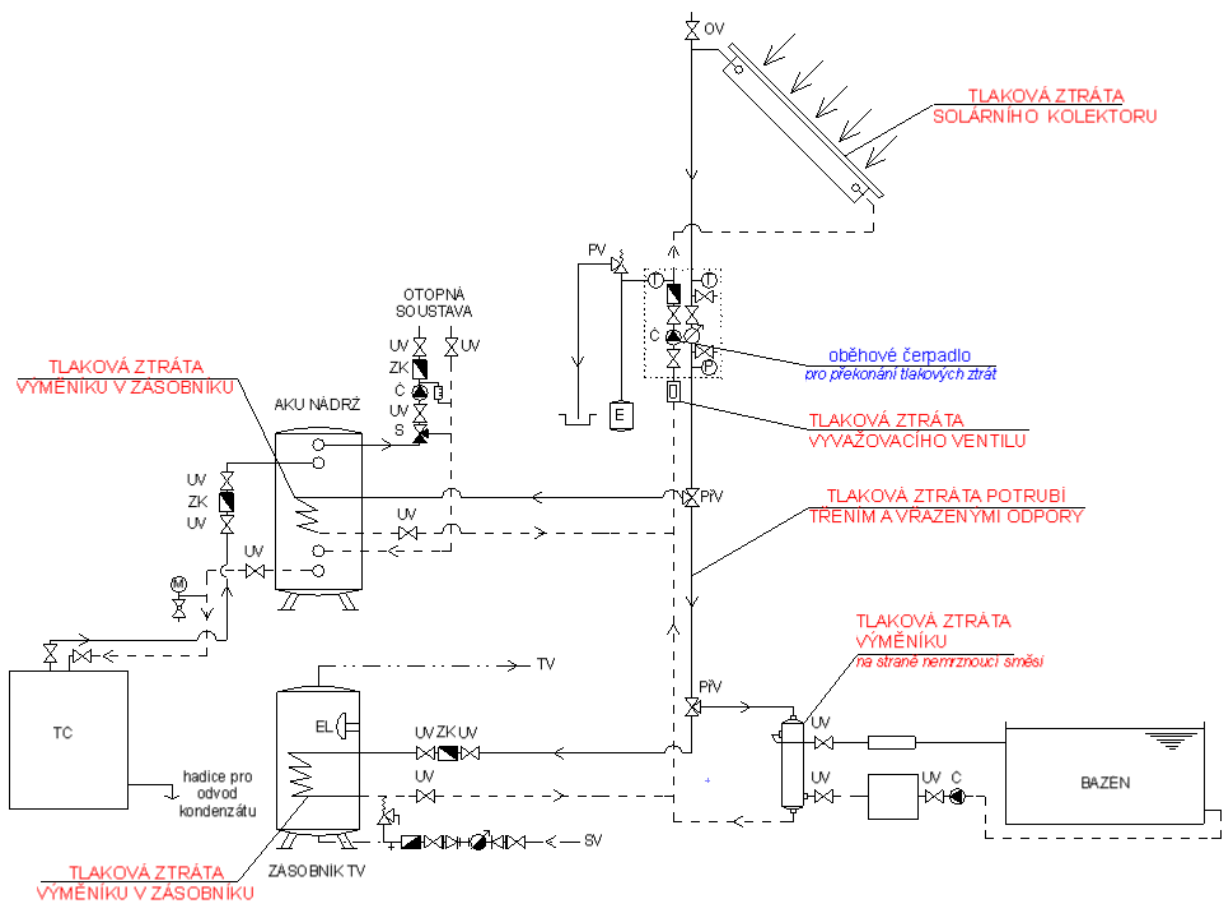 OV
TLAKOVÁ ZTRÁTA
SOLÁRNÍHO KOLEKTORU
PV
T
T
OTOPNÁ
SOUSTAVA
UV
UV
ZK
Č
UV
S
Č
P
E
oběhové čerpadlo
pro překonání tlakových ztrát
TLAKOVÁ ZTRÁTA
VÝMĚNÍKU V ZÁSOBNÍKU
AKU NÁDRŽ
TLAKOVÁ ZTRÁTA
VYVAŽOVACÍHO VENTILU
UV
ZK
UV
PŘV
UV
TLAKOVÁ ZTRÁTA POTRUBÍ
TŘENÍM A VŘAZENÝMI ODPORY
UV
M
TLAKOVÁ ZTRÁTA
VÝMĚNÍKU
na straně nemrznoucí směsi
TV
PŘV
TČ
EL
UV ZK UV
UV
UV
hadice pro
odvod
kondenzátu
UV
UV
Č
BAZÉN
SV
ZÁSOBNÍK TV
TLAKOVÁ ZTRÁTA
VÝMĚNÍKU V ZÁSOBNÍKU